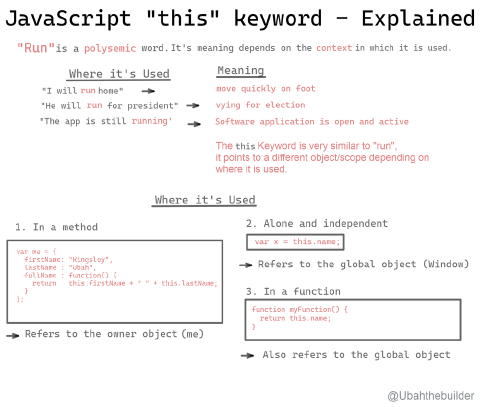 JavaScript "this" keyword – Explained
"Run" is a polysemic word. It's meaning depends on the context in which it is used.
Where it's Used
Meaning
"I will run home"
move quickly on foot
"He will run for president"
vying for election
"The app is still running'
Software application is open and active
The this Keyword is very similar to "run",
it points to a different object/scope depending on
where it is used.
Where it's Used
1. In a method
var me = {
firstName: "Kingsley",
lastname : "Ubah",
fullName : function() {
return this.firstName + " " + this.lastName;
}
};
Refers to the owner object (me)
2. Alone and independent
var x = this.name;
Refers to the global object (Window)
3. In a function
function myFunction() {
return this.name;
}
Also refers to the global object
@Ubahthebuilder